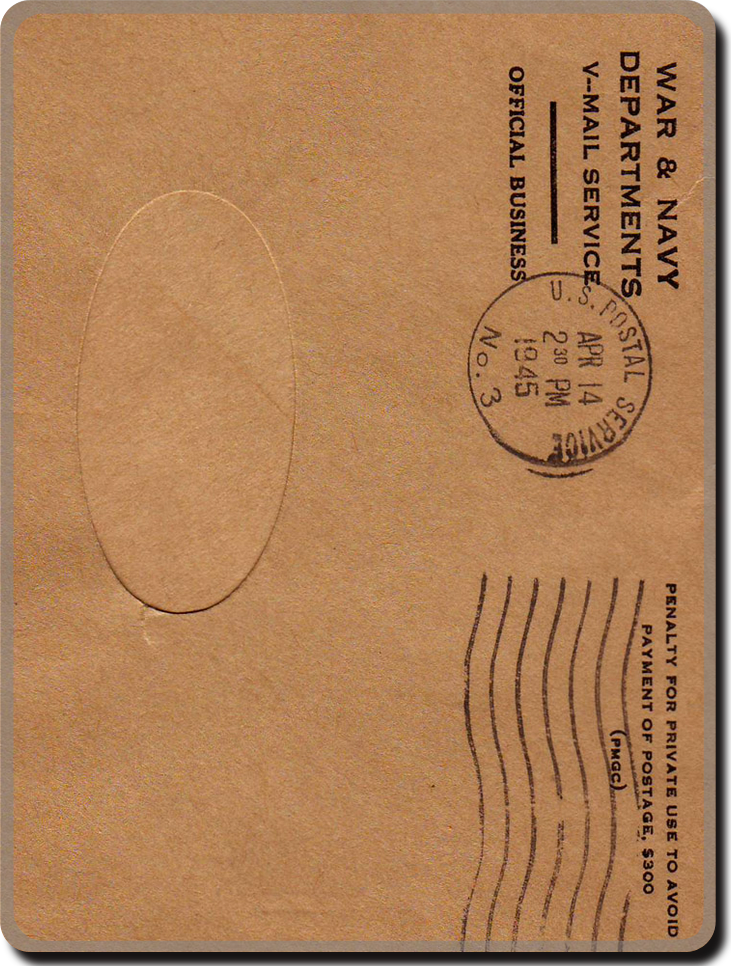 WAR & NAVY
DEPARTMENTS
V--MAIL SERVICE
OFFICIAL BUSINESS
U.S. POSTAL SERVICE
APR 14
2 30 PM
1945
No. 3
PENALTY FOR PRIVATE USE TO AVOID
PAYMENT OF POSTAGE, $300
(PMGC)